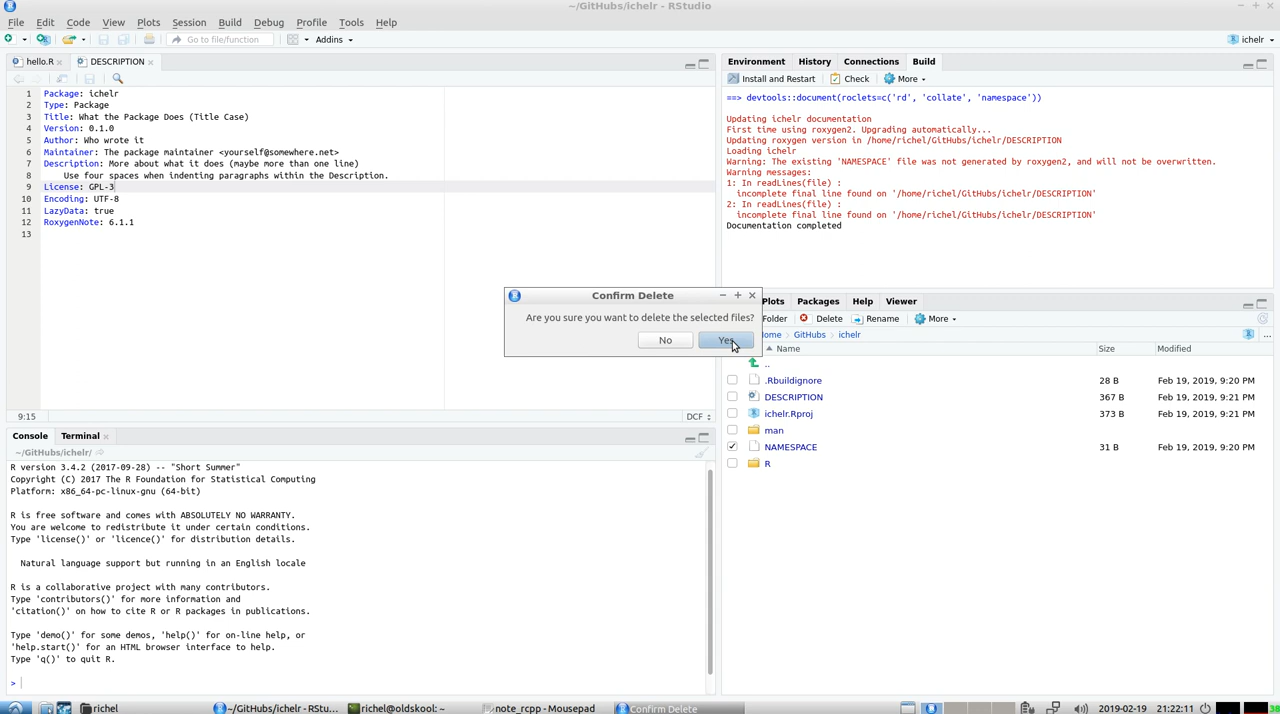 ~/GitHubs/ichelr - RStudio
File Edit Code View Plots Session Build Debug Profile Tools Help
Go to file/function Addins ichelr
hello.R DESCRIPTION
1 Package: ichelr
2 Type: Package
3 Title: What the Package Does (Title Case)
4 Version: 0.1.0
5 Author: Who wrote it
6 Maintainer: The package maintainer <yourself@somewhere.net>
7 Description: More about what it does (maybe more than one line)
8 Use four spaces when indenting paragraphs within the Description.
9 License: GPL-3
10 Encoding: UTF-8
11 LazyData: true
12 RoxygenNote: 6.1.1
13
9:15 DCF
Environment History Connections Build
Install and Restart Check More
==> devtools::document(roclets=c('rd', 'collate', 'namespace'))
Updating ichelr documentation
First time using roxygen2. Upgrading automatically...
Updating roxygen version in /home/richel/GitHubs/ichelr/DESCRIPTION
Loading ichelr
Warning: The existing 'NAMESPACE' file was not generated by roxygen2, and will not be overwritten.
Warning messages:
1: In readLines(file) :
incomplete final line found on '/home/richel/GitHubs/ichelr/DESCRIPTION'
2: In readLines(file) :
incomplete final line found on '/home/richel/GitHubs/ichelr/DESCRIPTION'
Documentation completed
Confirm Delete
Are you sure you want to delete the selected files?
No Yes
Plots Packages Help Viewer
Folder Delete Rename More
ome GitHubs ichelr ...
Name Size Modified
..
.Rbuildignore 28 B Feb 19, 2019, 9:20 PM
DESCRIPTION 367 B Feb 19, 2019, 9:21 PM
ichelr.Rproj 373 B Feb 19, 2019, 9:21 PM
man
NAMESPACE 31 B Feb 19, 2019, 9:20 PM
R
Console Terminal
~/GitHubs/ichelr/
R version 3.4.2 (2017-09-28) -- "Short Summer"
Copyright (C) 2017 The R Foundation for Statistical Computing
Platform: x86_64-pc-linux-gnu (64-bit)
R is free software and comes with ABSOLUTELY NO WARRANTY.
You are welcome to redistribute it under certain conditions.
Type 'license()' or 'licence()' for distribution details.
Natural language support but running in an English locale
R is a collaborative project with many contributors.
Type 'contributors()' for more information and
'citation()' on how to cite R or R packages in publications.
Type 'demo()' for some demos, 'help()' for on-line help, or
'help.start()' for an HTML browser interface to help.
Type 'q()' to quit R.
>
richel ~/GitHubs/ichelr - RStu... richel@oldskool: ~ note_rcpp - Mousepad Confirm Delete 2019-02-19 21:22:11 38